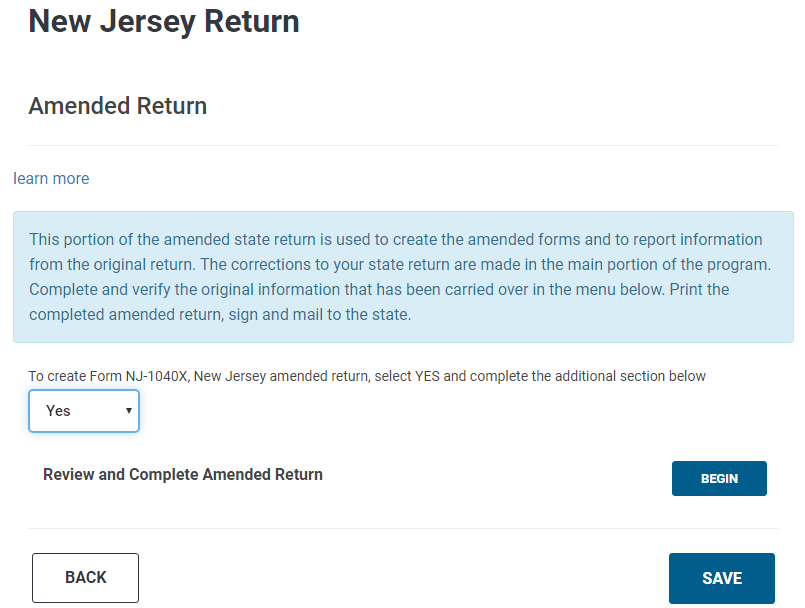 New Jersey Return
Amended Return
learn more
This portion of the amended state return is used to create the amended forms and to report information
from the original return. The corrections to your state return are made in the main portion of the program.
Complete and verify the original information that has been carried over in the menu below. Print the
completed amended return, sign and mail to the state.
To create Form NJ-1040X, New Jersey amended return, select YES and complete the additional section below
Yes
Review and Complete Amended Return
BEGIN
BACK
SAVE